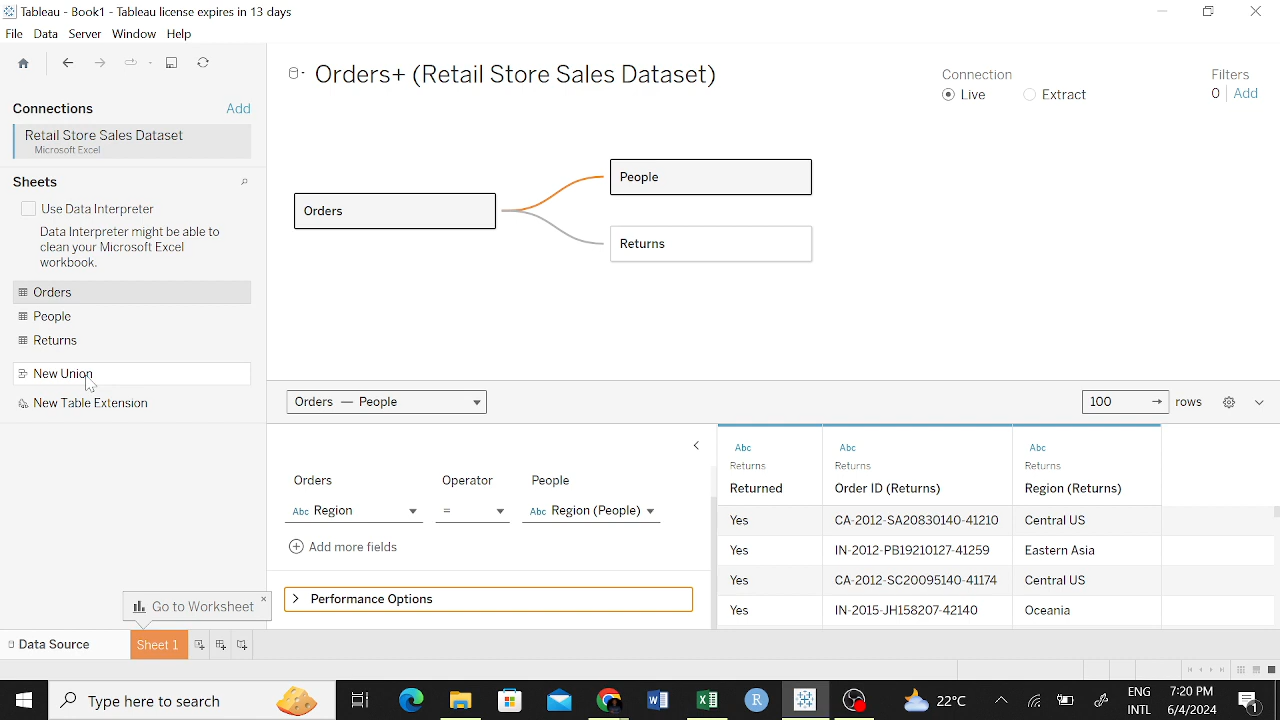 Tableau - Book1 - Tableau license expires in 13 days
File Data Server Window Help
Connections Add
Retail Store Sales Dataset
Microsoft Excel
Sheets
Use Data Interpreter
Data Interpreter might be able to
clean your Microsoft Excel
workbook.
Orders
People
Returns
New Union
New Table Extension
Orders+ (Retail Store Sales Dataset)
Connection
Live Extract
Filters
0 Add
Orders
People
Returns
Orders — People
100 rows
Orders Operator People
Abc Region = Abc Region (People)
Add more fields
Performance Options
Abc Abc Abc
Returns Returns Returns
Returned Order ID (Returns) Region (Returns)
Yes CA-2012-SA20830140-41210 Central US
Yes IN-2012-PB19210127-41259 Eastern Asia
Yes CA-2012-SC20095140-41174 Central US
Yes IN-2015-JH158207-42140 Oceania
Go to Worksheet
Data Source Sheet 1
Type here to search
22°C
ENG
INTL
7:20 PM
6/4/2024
1